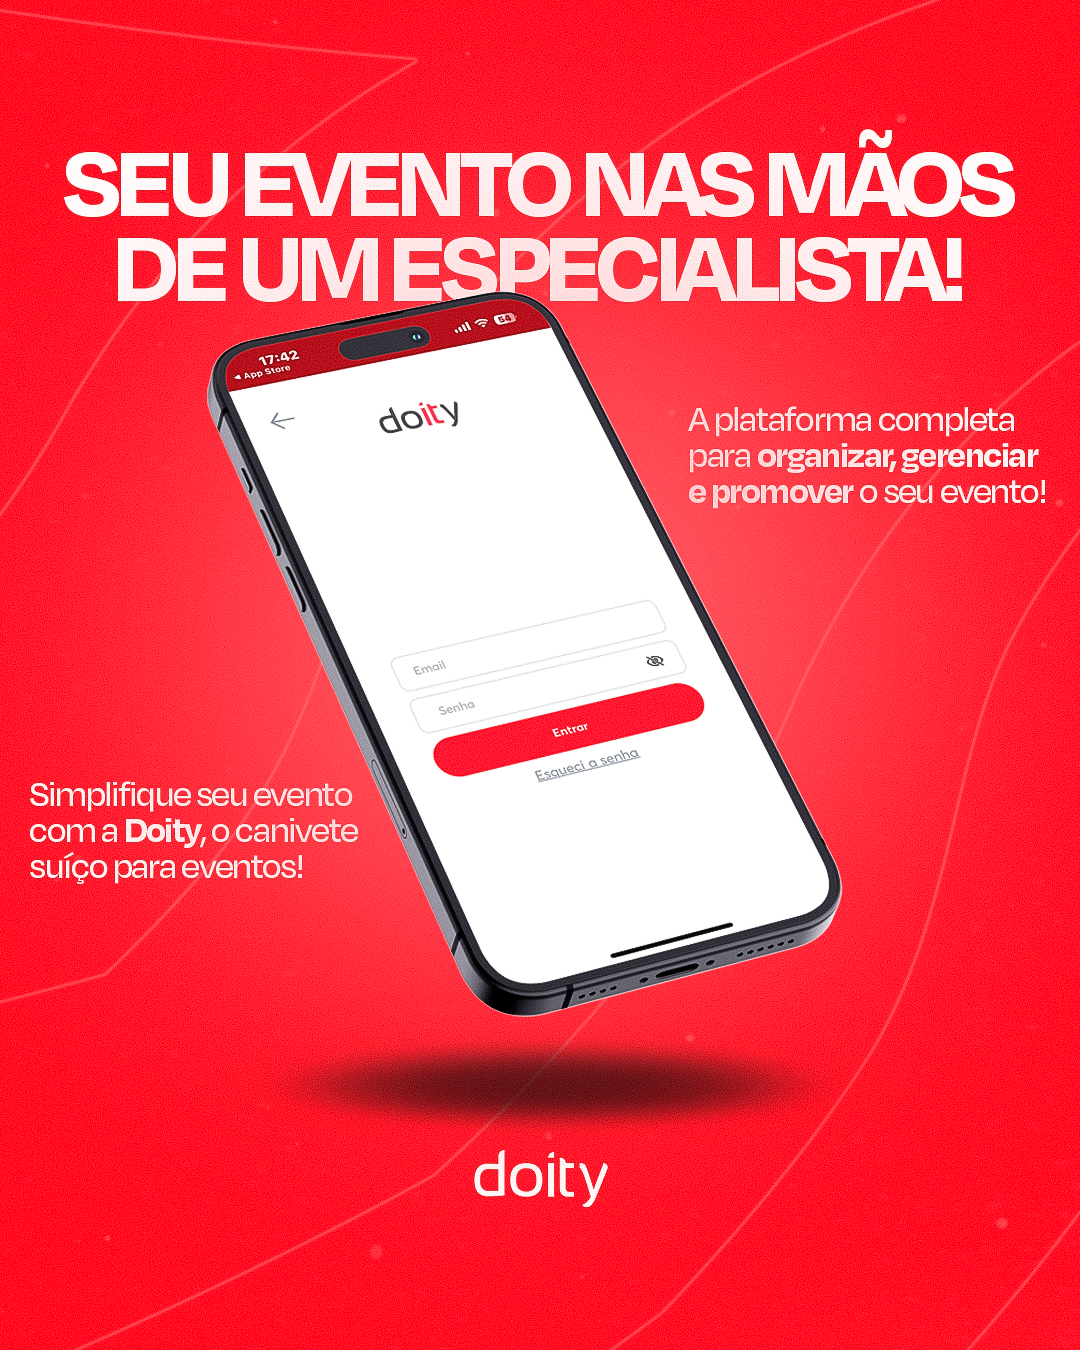 SEU EVENTO NAS MÃOS
DE UM ESPECIALISTA!
17:42
54
◀ App Store
doity
A plataforma completa
para organizar, gerenciar
e promover o seu evento!
Email
Senha
Entrar
Esqueci a senha
Simplifique seu evento
com a Doity, o canivete
suíço para eventos!
doity